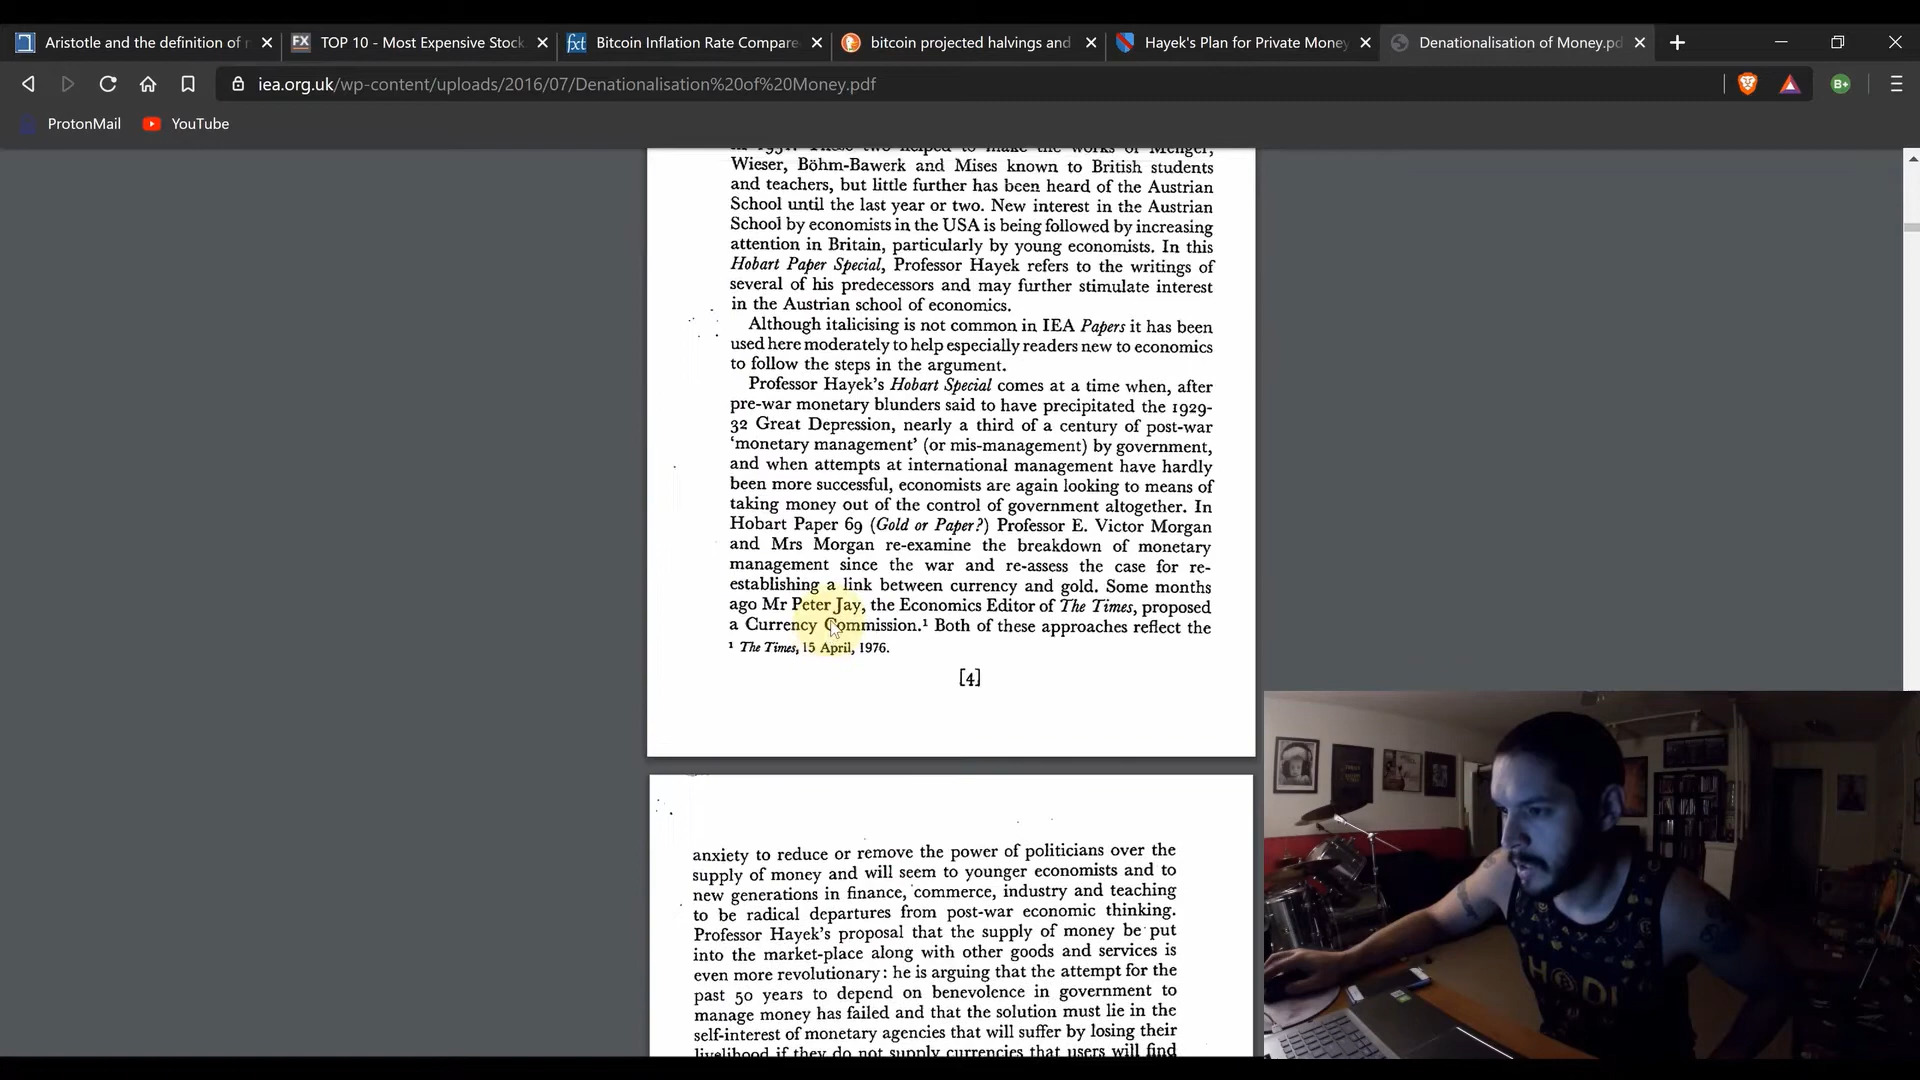 Aristotle and the definition of
TOP 10 - Most Expensive Stock
Bitcoin Inflation Rate Compare
bitcoin projected halvings and
Hayek's Plan for Private Money
Denationalisation of Money.pd
iea.org.uk/wp-content/uploads/2016/07/Denationalisation%20of%20Money.pdf
ProtonMail
YouTube
Wieser, Böhm-Bawerk and Mises known to British students
and teachers, but little further has been heard of the Austrian
School until the last year or two. New interest in the Austrian
School by economists in the USA is being followed by increasing
attention in Britain, particularly by young economists. In this
Hobart Paper Special, Professor Hayek refers to the writings of
several of his predecessors and may further stimulate interest
in the Austrian school of economics.
Although italicising is not common in IEA Papers it has been
used here moderately to help especially readers new to economics
to follow the steps in the argument.
Professor Hayek's Hobart Special comes at a time when, after
pre-war monetary blunders said to have precipitated the 1929-
32 Great Depression, nearly a third of a century of post-war
'monetary management' (or mis-management) by government,
and when attempts at international management have hardly
been more successful, economists are again looking to means of
taking money out of the control of government altogether. In
Hobart Paper 69 (Gold or Paper?) Professor E. Victor Morgan
and Mrs Morgan re-examine the breakdown of monetary
management since the war and re-assess the case for re-
establishing a link between currency and gold. Some months
ago Mr Peter Jay, the Economics Editor of The Times, proposed
a Currency Commission.¹ Both of these approaches reflect the
¹ The Times, 15 April, 1976.
[4]
anxiety to reduce or remove the power of politicians over the
supply of money and will seem to younger economists and to
new generations in finance, commerce, industry and teaching
to be radical departures from post-war economic thinking.
Professor Hayek's proposal that the supply of money be put
into the market-place along with other goods and services is
even more revolutionary: he is arguing that the attempt for the
past 50 years to depend on benevolence in government to
manage money has failed and that the solution must lie in the
self-interest of monetary agencies that will suffer by losing their
livelihood if they do not supply currencies that users will find